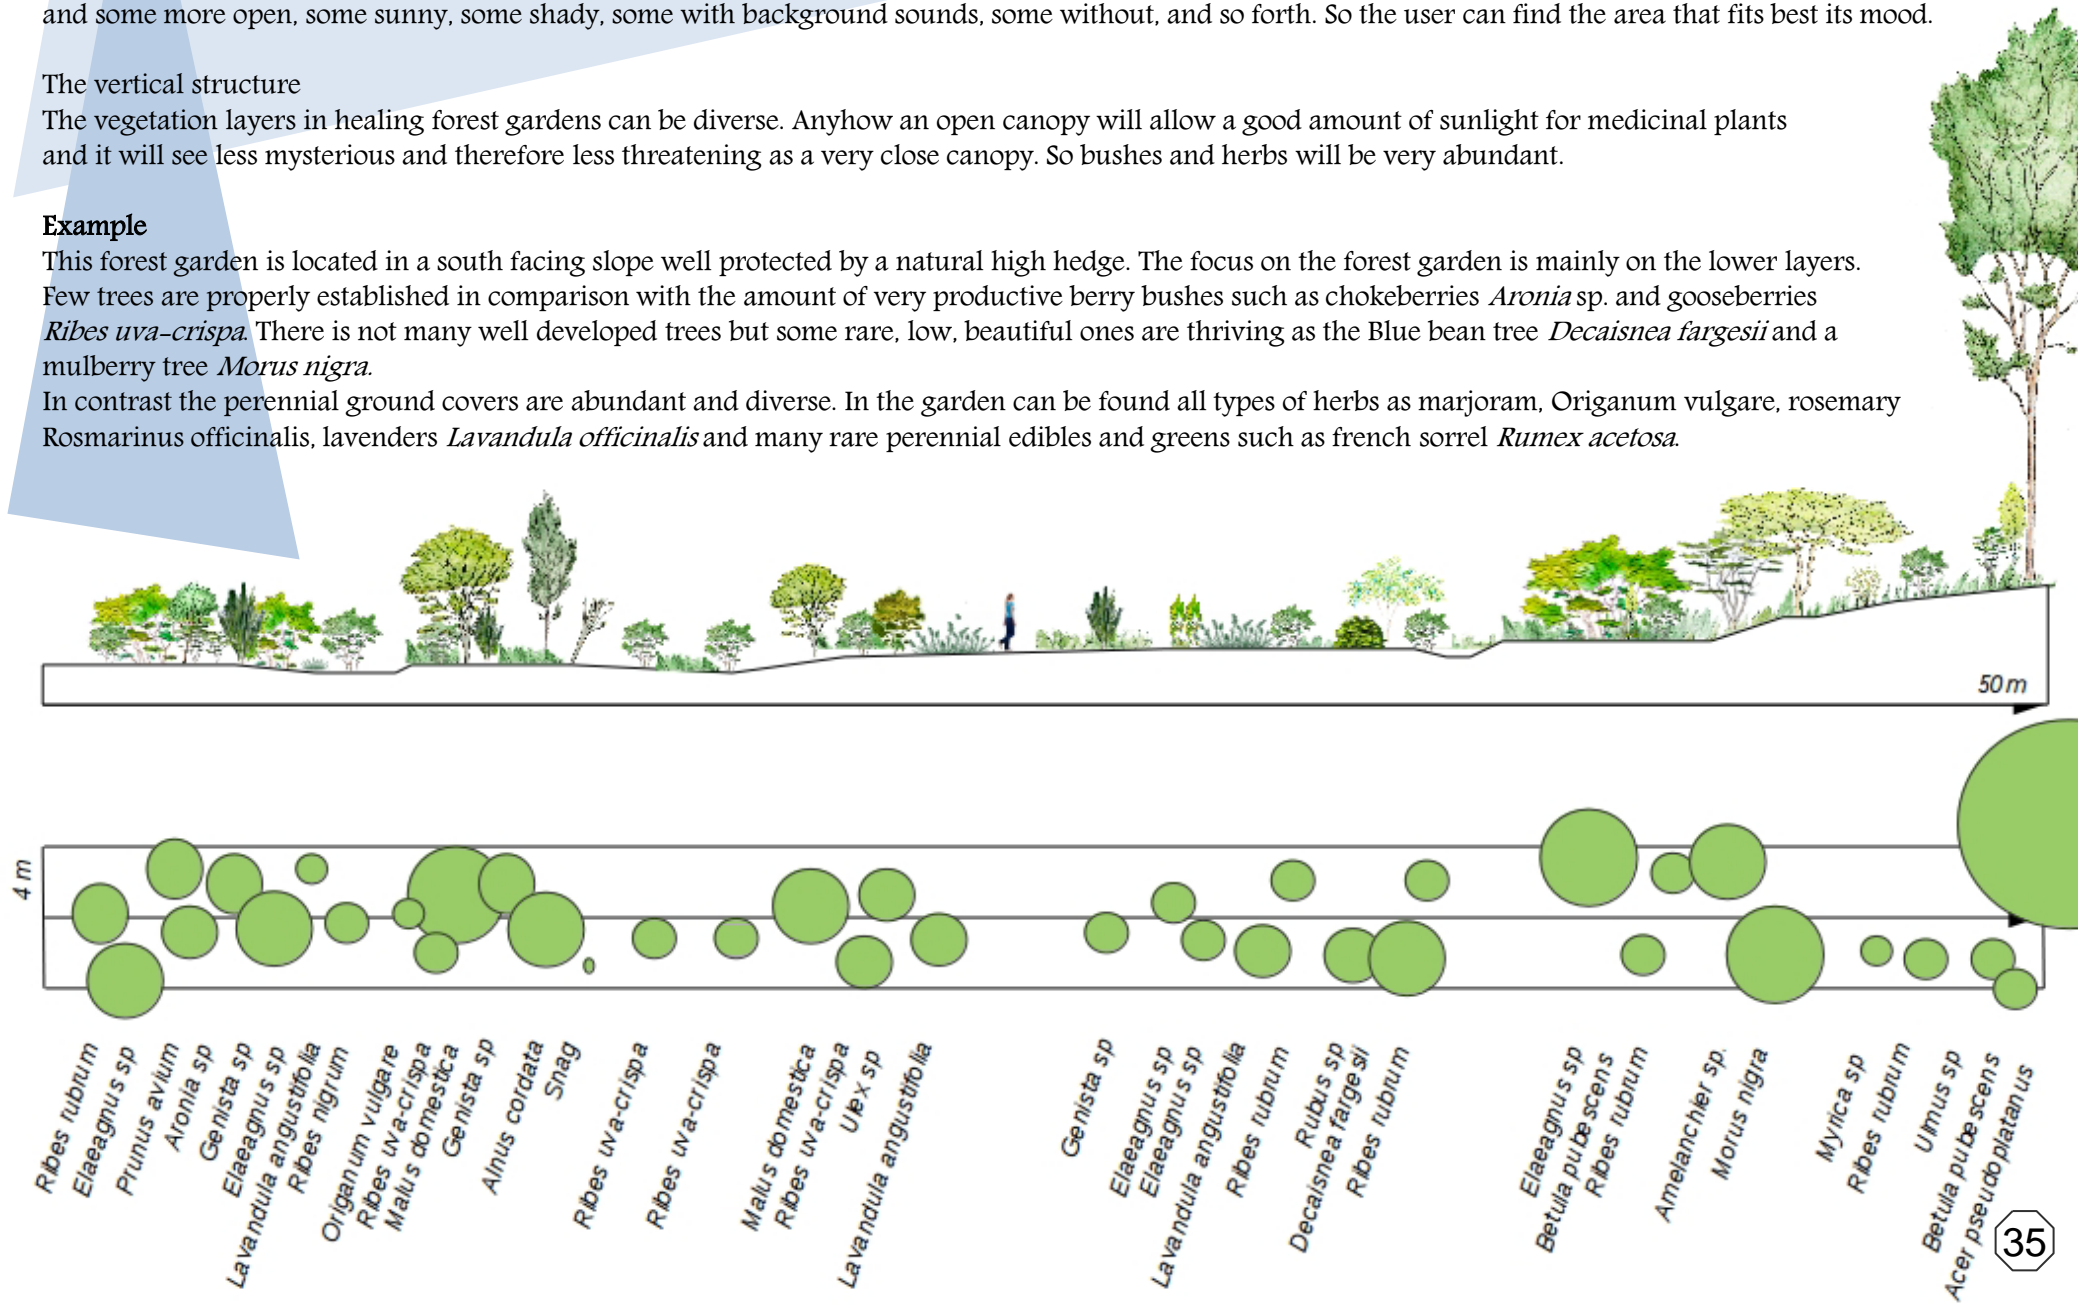 and some more open, some sunny, some shady, some with background sounds, some without, and so forth. So the user can find the area that fits best its mood.
The vertical structure
The vegetation layers in healing forest gardens can be diverse. Anyhow an open canopy will allow a good amount of sunlight for medicinal plants
and it will see less mysterious and therefore less threatening as a very close canopy. So bushes and herbs will be very abundant.
Example
This forest garden is located in a south facing slope well protected by a natural high hedge. The focus on the forest garden is mainly on the lower layers.
Few trees are properly established in comparison with the amount of very productive berry bushes such as chokeberries Aronia sp. and gooseberries
Ribes uva-crispa. There is not many well developed trees but some rare, low, beautiful ones are thriving as the Blue bean tree Decaisnea fargesii and a
mulberry tree Morus nigra.
In contrast the perennial ground covers are abundant and diverse. In the garden can be found all types of herbs as marjoram, Origanum vulgare, rosemary
Rosmarinus officinalis, lavenders Lavandula officinalis and many rare perennial edibles and greens such as french sorrel Rumex acetosa.
50 m
4 m
Ribes rubrum
Elaeagnus sp
Prunus avium
Aronia sp
Genista sp
Elaeagnus sp
Lavandula angustifolia
Ribes nigrum
Origanum vulgare
Ribes uva-crispa
Malus domestica
Genista sp
Alnus cordata
Snag
Ribes uva-crispa
Ribes uva-crispa
Malus domestica
Ribes uva-crispa
Ulex sp
Lavandula angustifolia
Genista sp
Elaeagnus sp
Elaeagnus sp
Lavandula angustifolia
Ribes rubrum
Rubus sp
Decaisnea fargesii
Ribes rubrum
Elaeagnus sp
Betula pubescens
Ribes rubrum
Amelanchier sp.
Morus nigra
Myrica sp
Ribes rubrum
Ulmus sp
Betula pubescens
Acer pseudoplatanus
35